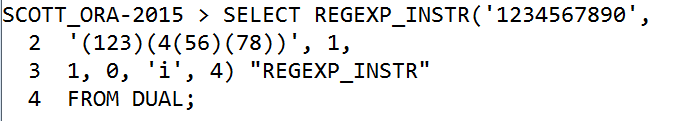 SCOTT_ORA-2015 > SELECT REGEXP_INSTR('1234567890',
  2  '(123)(4(56)(78))', 1,
  3  1, 0, 'i', 4) "REGEXP_INSTR"
  4  FROM DUAL;